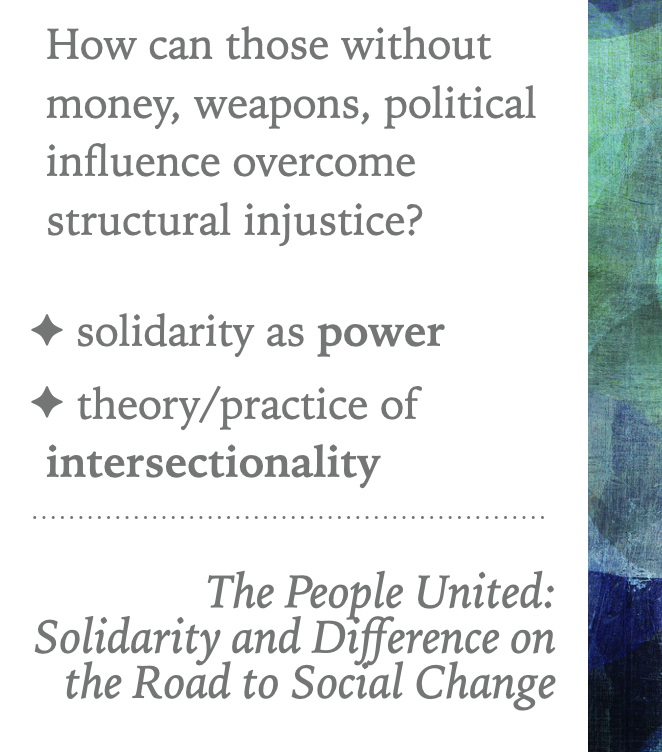 How can those without
money, weapons, political
influence overcome
structural injustice?
✦ solidarity as power
✦ theory/practice of
intersectionality
The People United:
Solidarity and Difference on
the Road to Social Change